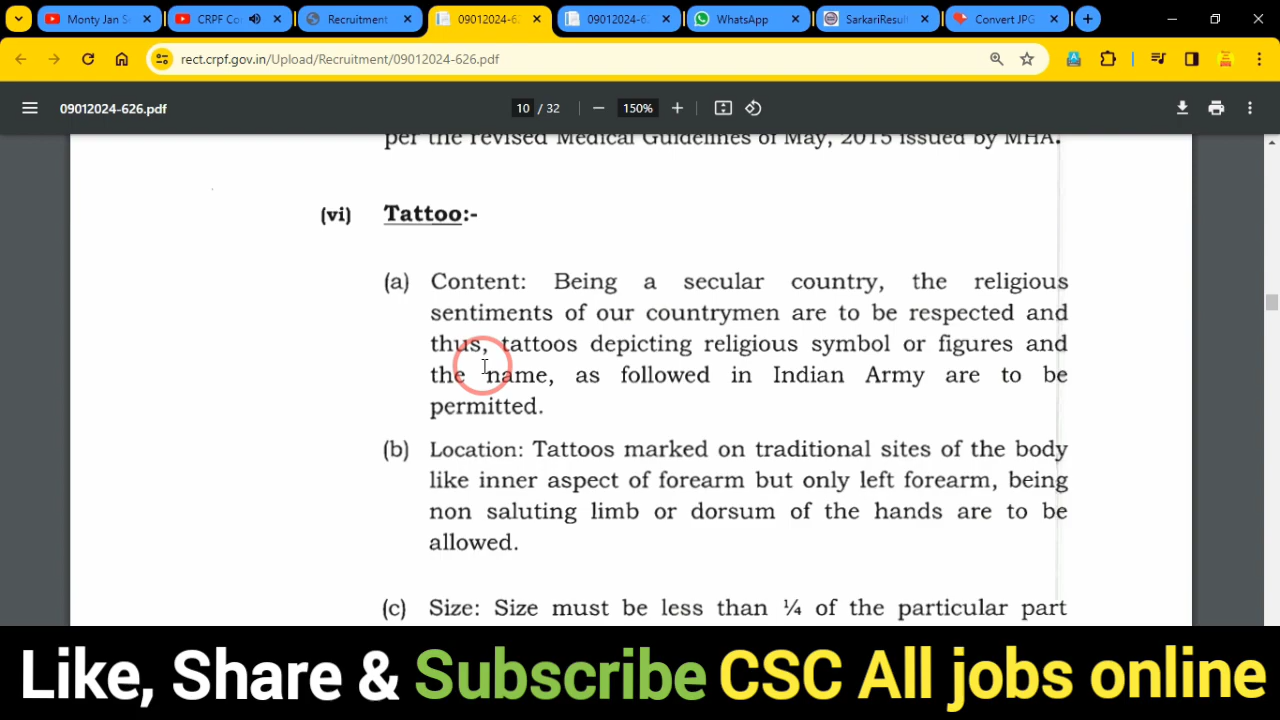 Monty Jan S
CRPF Co
Recruitment
09012024-62
09012024-62
WhatsApp
SarkariResul
Convert JPG
rect.crpf.gov.in/Upload/Recruitment/09012024-626.pdf
09012024-626.pdf
10 / 32
150%
per the revised Medical Guidelines of May, 2015 issued by MHA.
(vi) Tattoo:-
(a) Content: Being a secular country, the religious
sentiments of our countrymen are to be respected and
thus, tattoos depicting religious symbol or figures and
the name, as followed in Indian Army are to be
permitted.
(b) Location: Tattoos marked on traditional sites of the body
like inner aspect of forearm but only left forearm, being
non saluting limb or dorsum of the hands are to be
allowed.
(c) Size: Size must be less than ¼ of the particular part
Like, Share & Subscribe CSC All jobs online